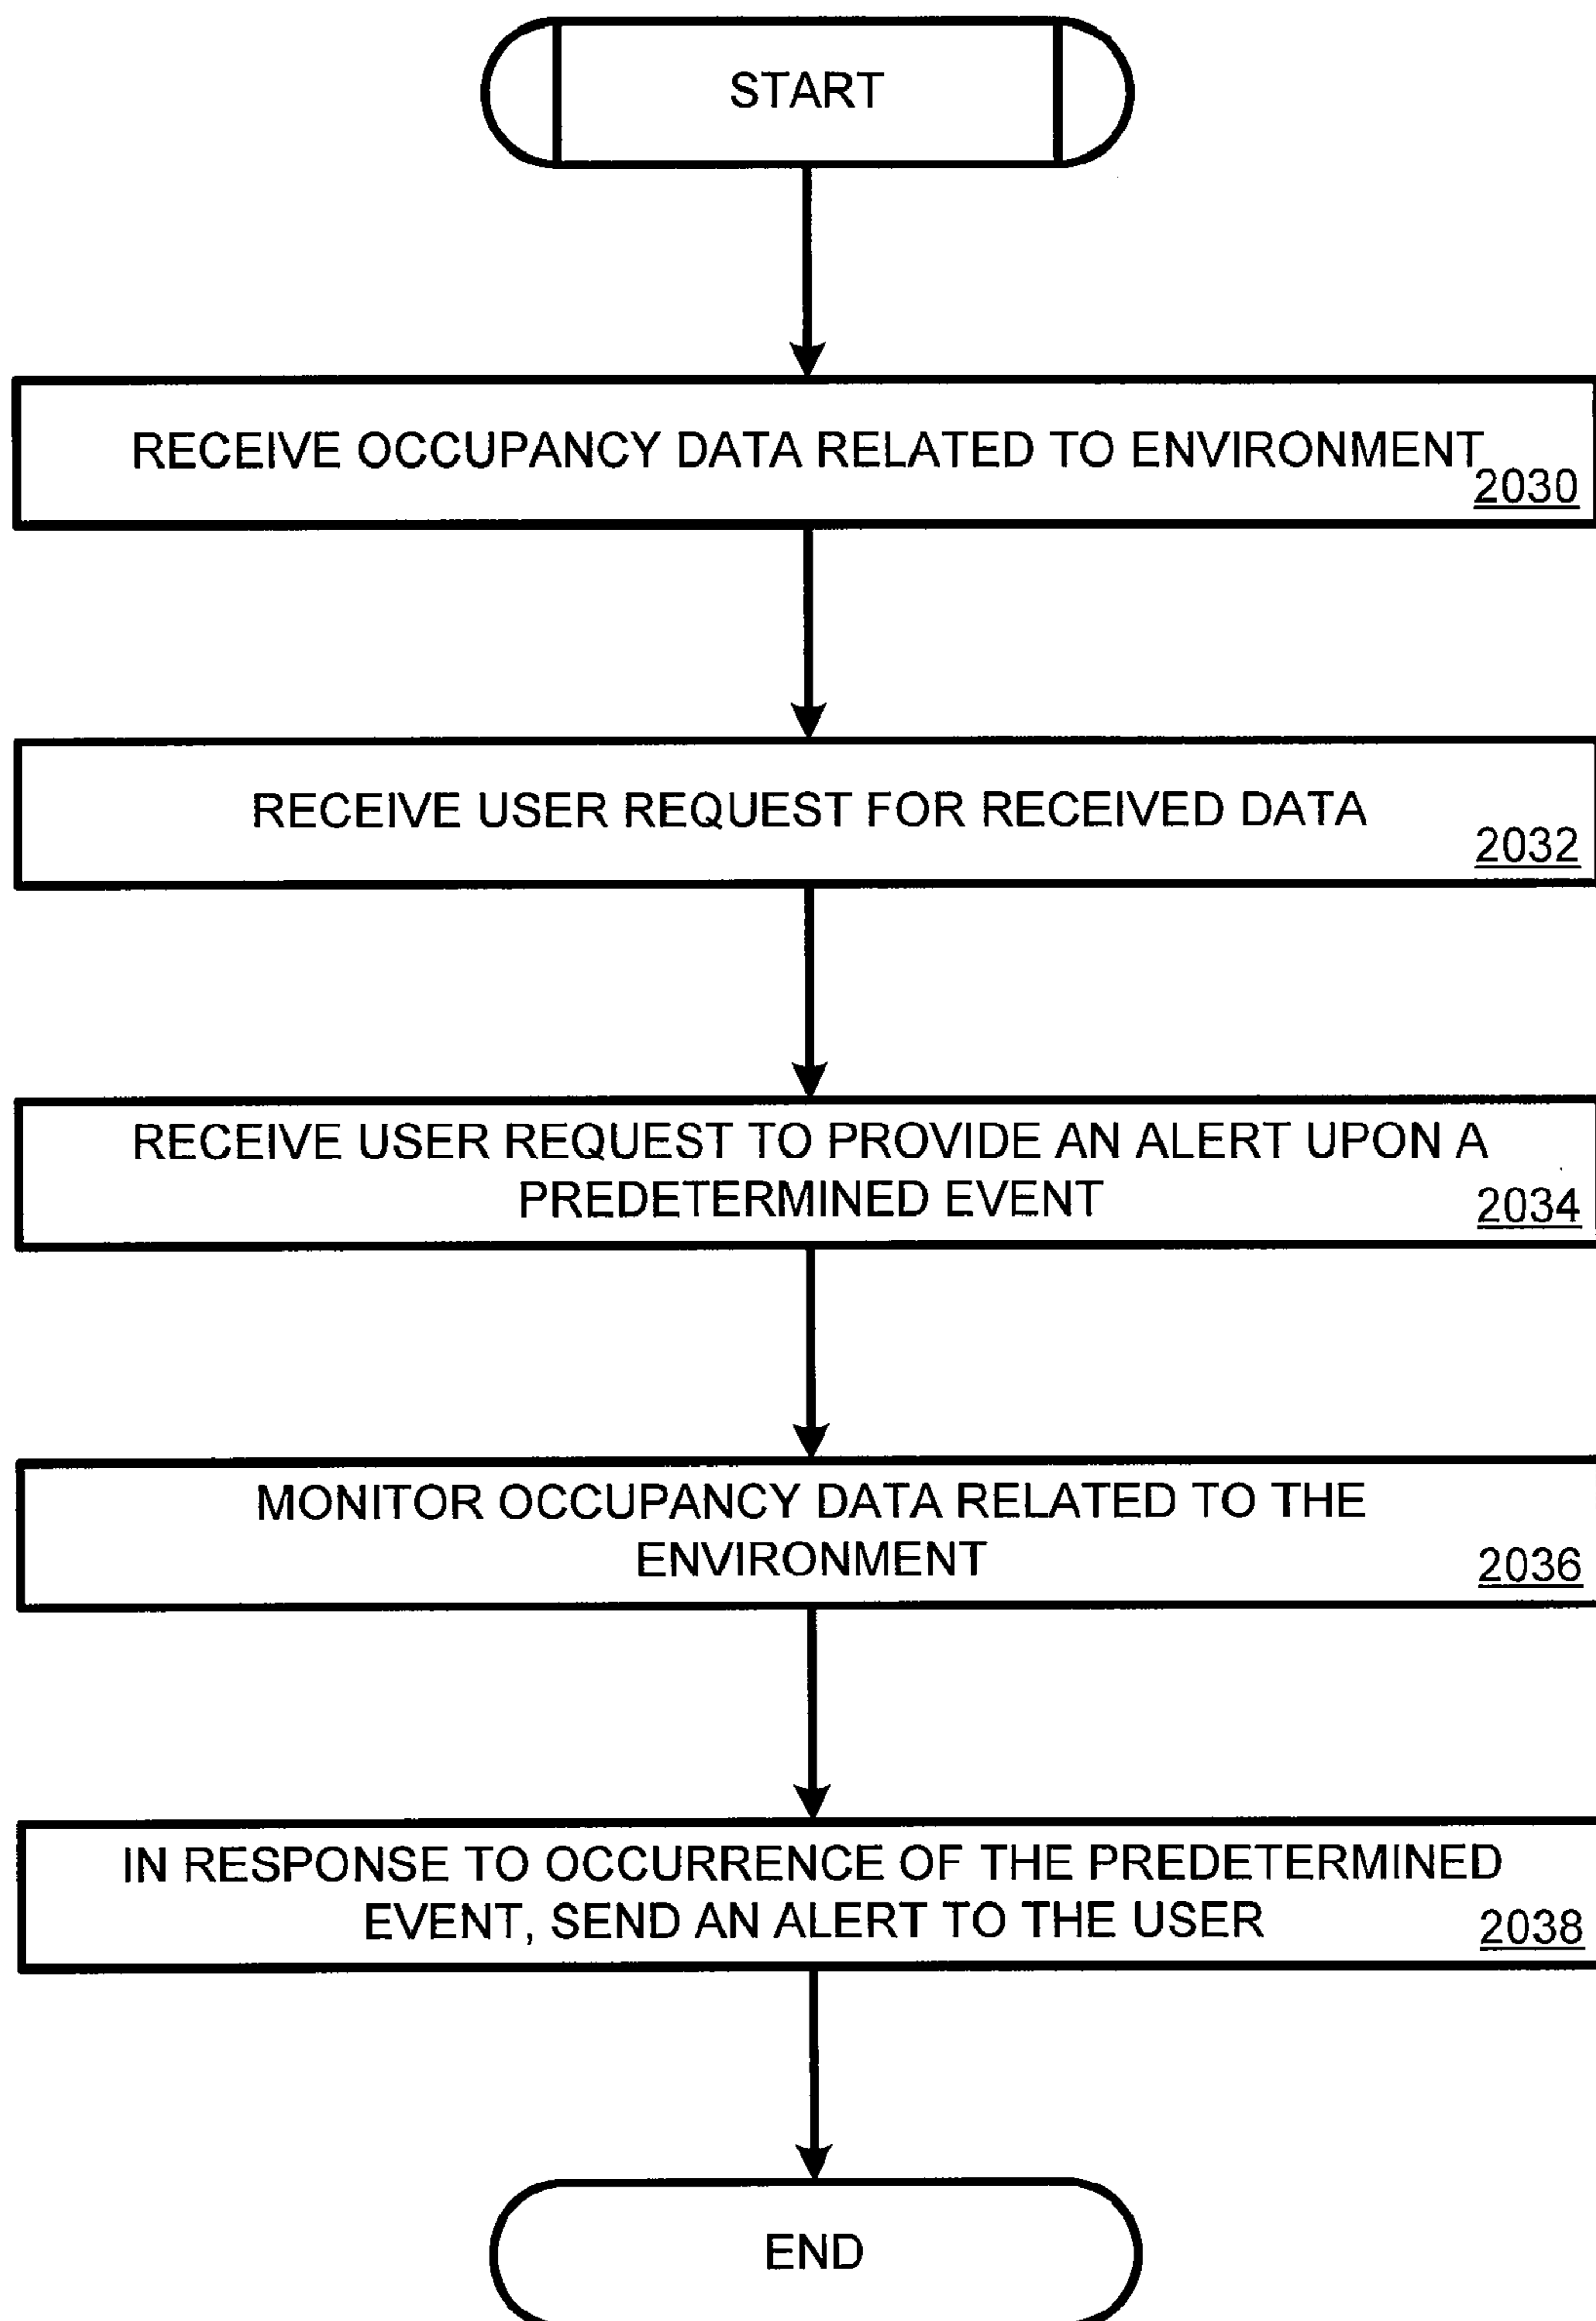 START
RECEIVE OCCUPANCY DATA RELATED TO ENVIRONMENT
2030
RECEIVE USER REQUEST FOR RECEIVED DATA
2032
RECEIVE USER REQUEST TO PROVIDE AN ALERT UPON A
PREDETERMINED EVENT
2034
MONITOR OCCUPANCY DATA RELATED TO THE
ENVIRONMENT
2036
IN RESPONSE TO OCCURRENCE OF THE PREDETERMINED
EVENT, SEND AN ALERT TO THE USER
2038
END